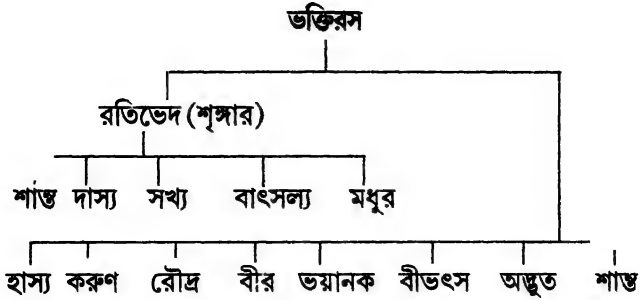 ভক্তিরস
রতিভেদ (শৃঙ্গার)
শান্ত দাস্য সখ্য বাৎসল্য মধুর
হাস্য করুণ রৌদ্র বীর ভয়ানক বীভৎস অদ্ভুত শান্ত